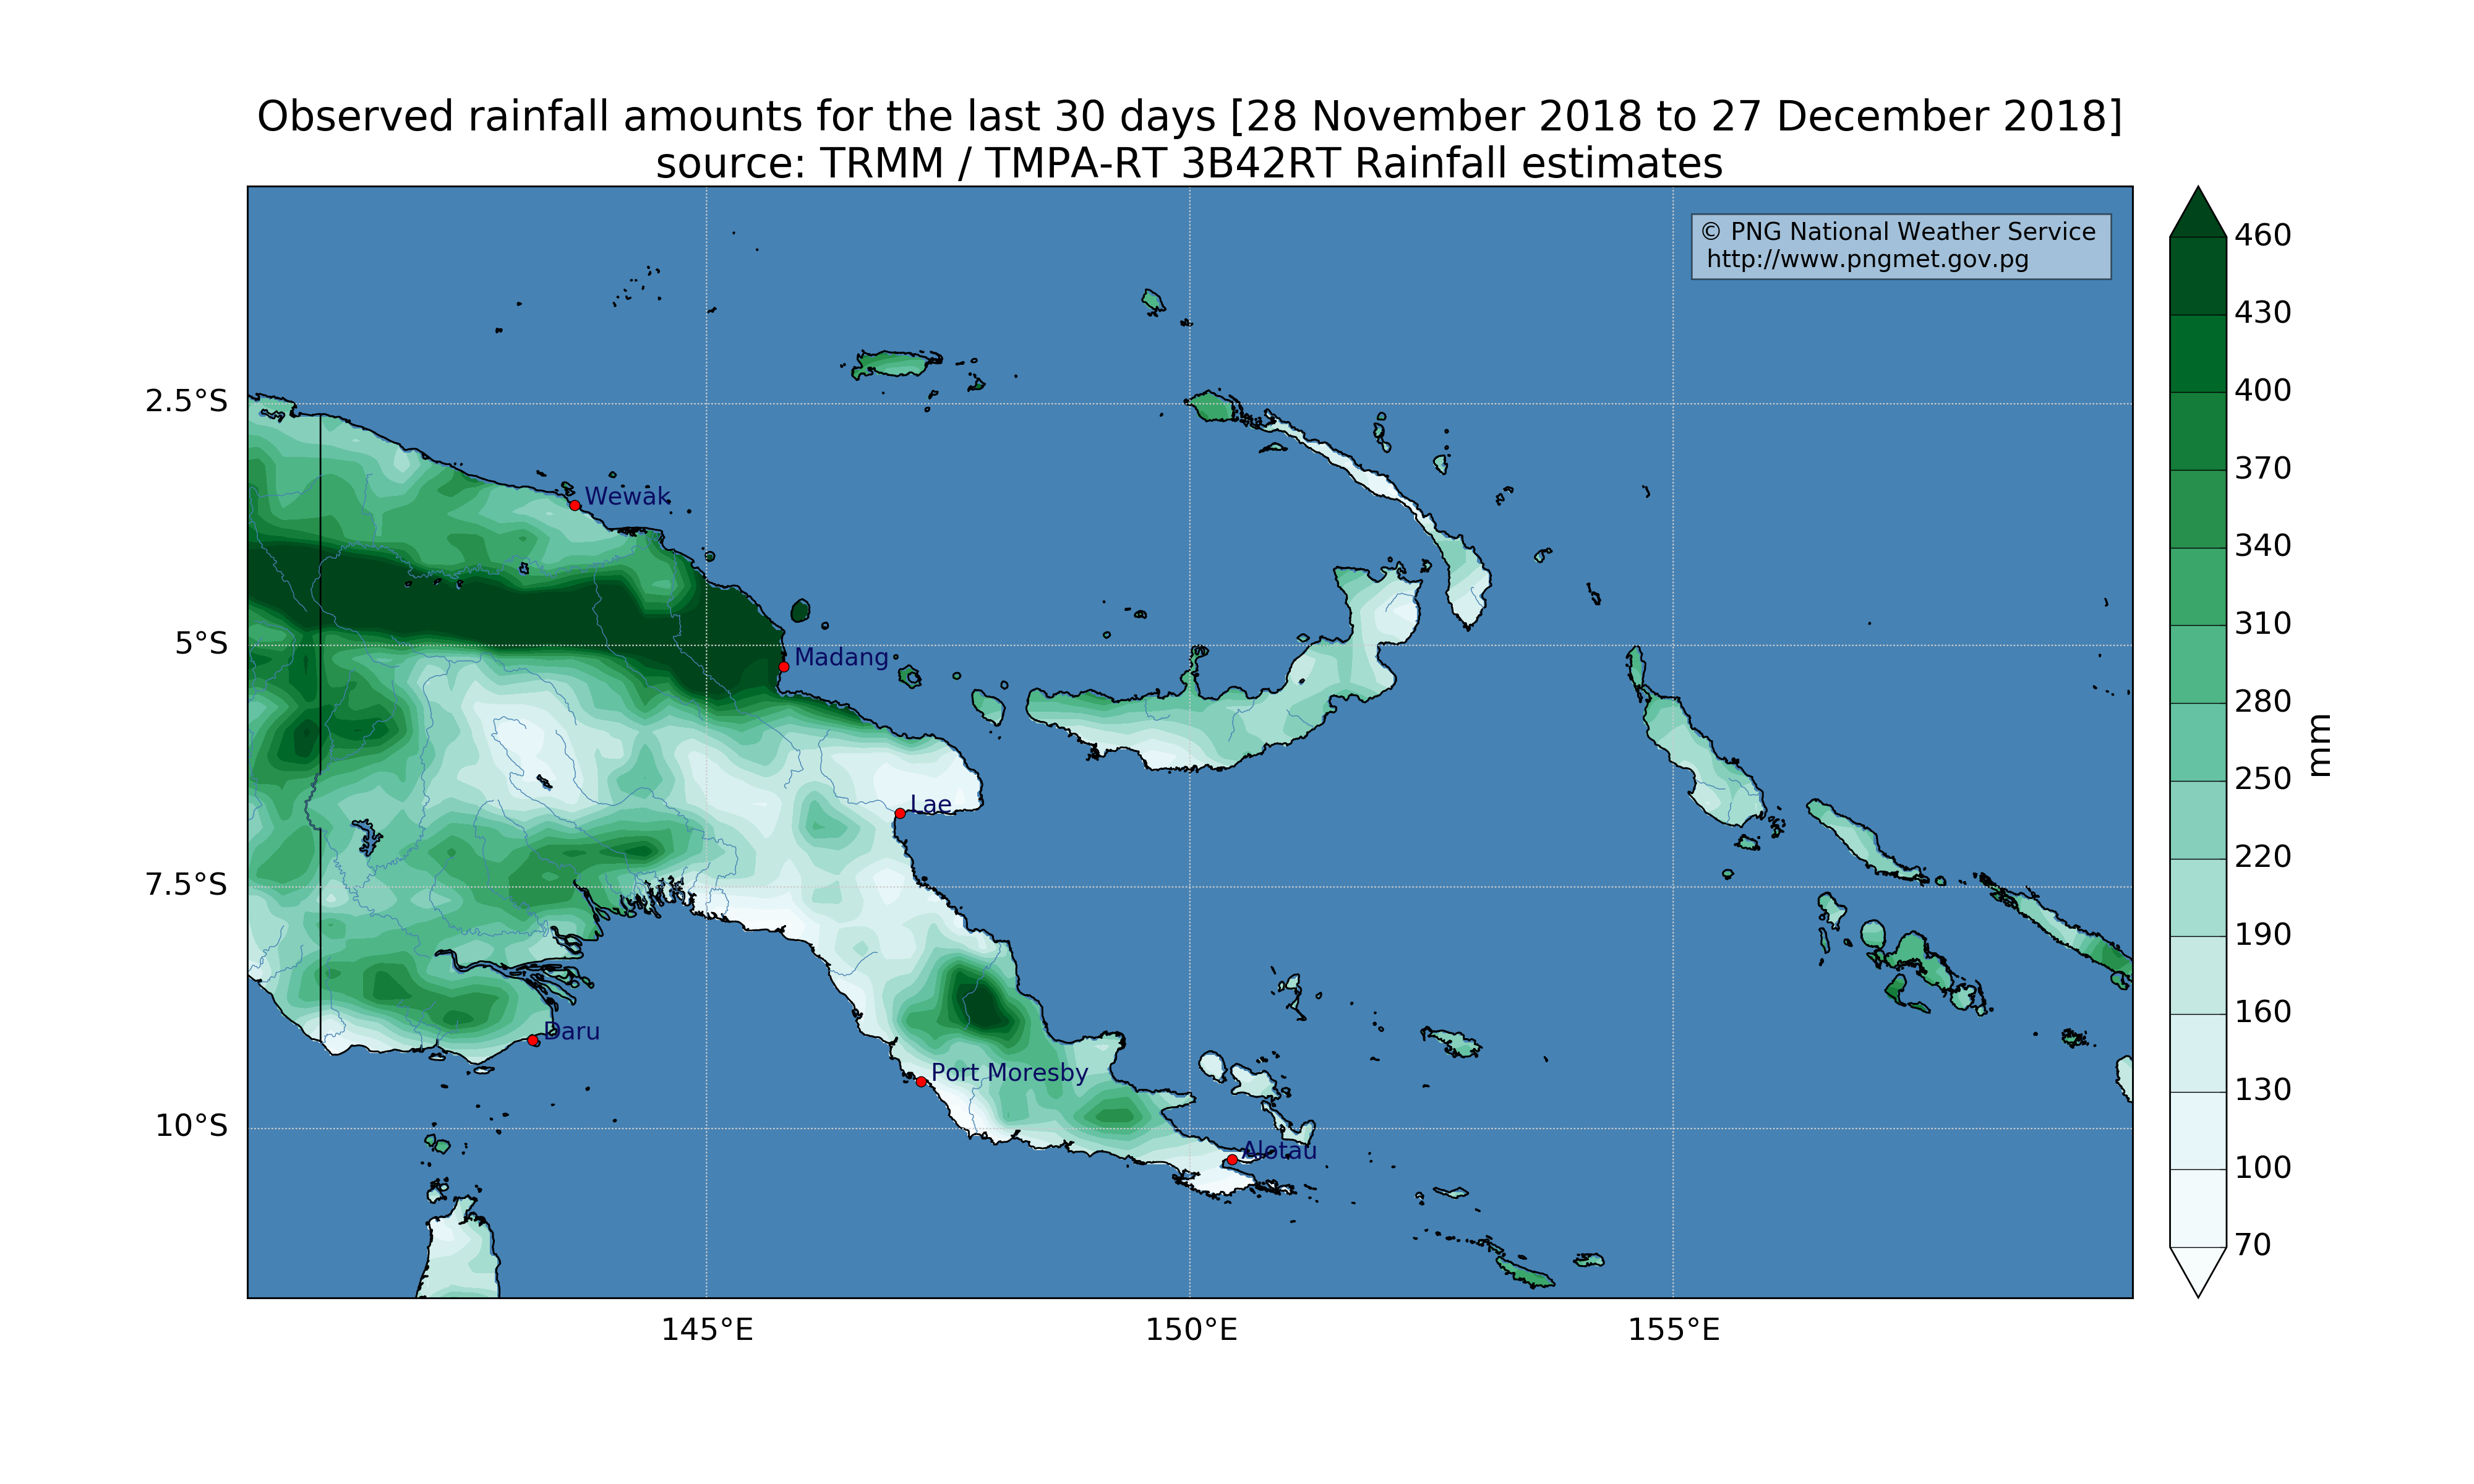 Observed rainfall amounts for the last 30 days [28 November 2018 to 27 December 2018]
source: TRMM / TMPA-RT 3B42RT Rainfall estimates
© PNG National Weather Service
http://www.pngmet.gov.pg
2.5°S
5°S
7.5°S
10°S
145°E
150°E
155°E
Wewak
Madang
Lae
Daru
Port Moresby
Alotau
460
430
400
370
340
310
280
250
220
190
160
130
100
70
mm